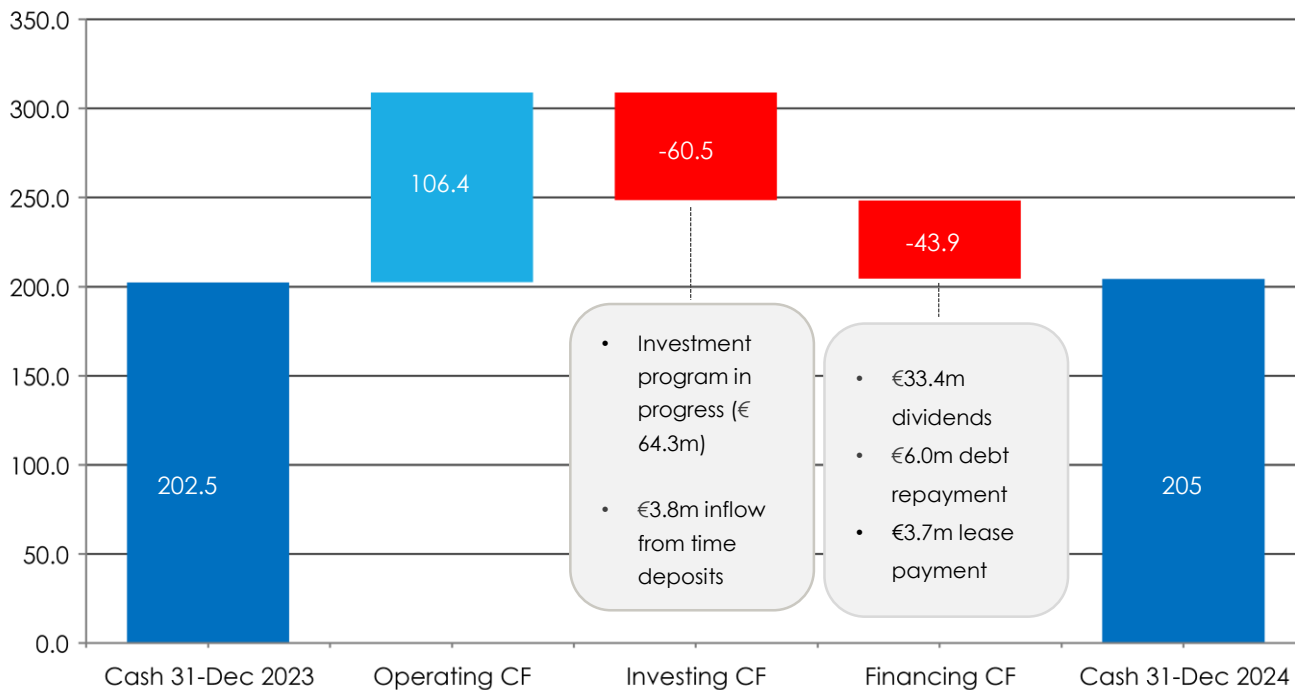 350.0
300.0
250.0
200.0
150.0
100.0
50.0
0.0
202.5
106.4
-60.5
-43.9
205
• Investment
program in
progress (€
64.3m)
• €3.8m inflow
from time
deposits
• €33.4m
dividends
• €6.0m debt
repayment
• €3.7m lease
payment
Cash 31-Dec 2023
Operating CF
Investing CF
Financing CF
Cash 31-Dec 2024